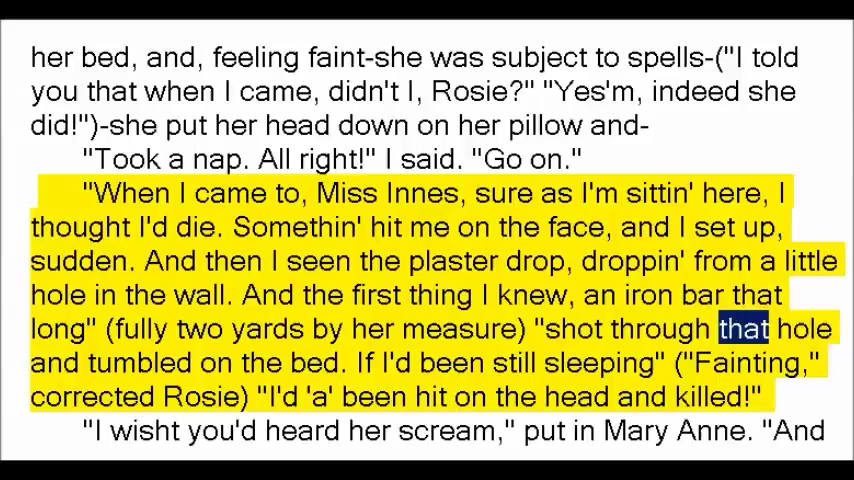 her bed, and, feeling faint-she was subject to spells-("I told
you that when I came, didn't I, Rosie?" "Yes'm, indeed she
did!")-she put her head down on her pillow and-
"Took a nap. All right!" I said. "Go on."
"When I came to, Miss Innes, sure as I'm sittin' here, I
thought I'd die. Somethin' hit me on the face, and I set up,
sudden. And then I seen the plaster drop, droppin' from a little
hole in the wall. And the first thing I knew, an iron bar that
long" (fully two yards by her measure) "shot through that hole
and tumbled on the bed. If I'd been still sleeping" ("Fainting,"
corrected Rosie) "I'd 'a' been hit on the head and killed!"
"I wisht you'd heard her scream," put in Mary Anne. "And